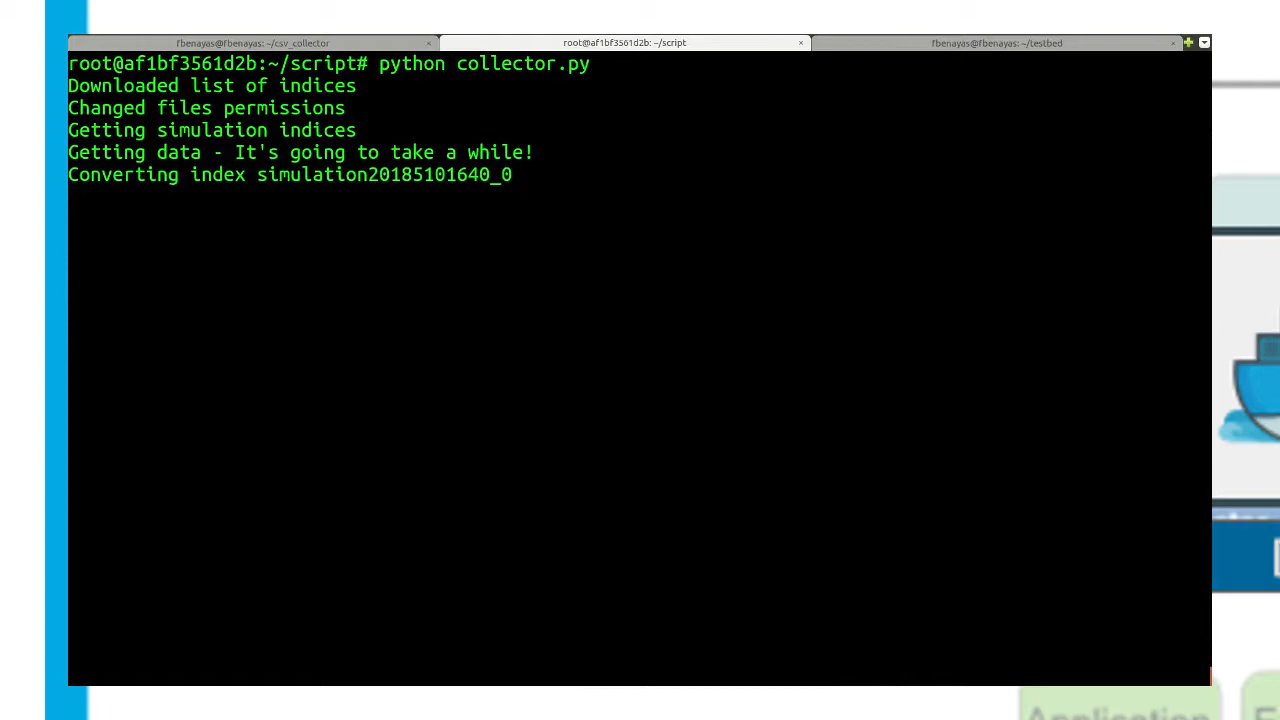 fbenayas@fbenayas: ~/csv_collector × root@af1bf3561d2b: ~/script × fbenayas@fbenayas: ~/testbed ×
root@af1bf3561d2b:~/script# python collector.py
Downloaded list of indices
Changed files permissions
Getting simulation indices
Getting data - It's going to take a while!
Converting index simulation20185101640_0
Application